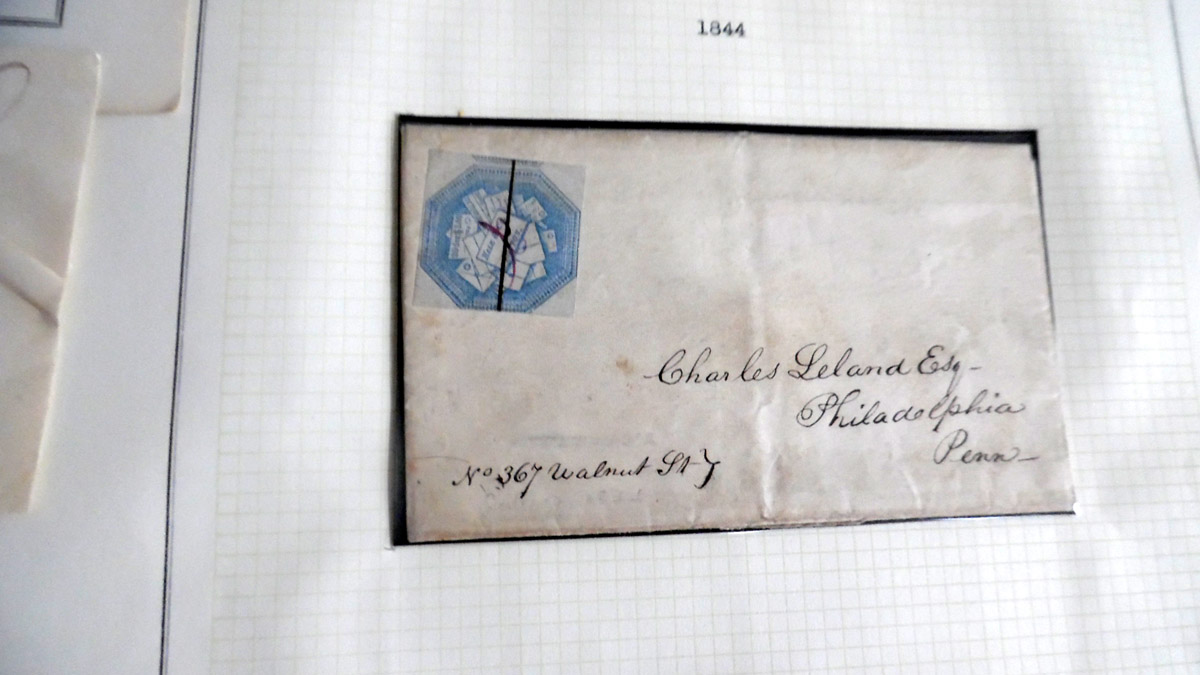 1844
Charles Leland Esq
Philadelphia
Penn
No 367 Walnut St